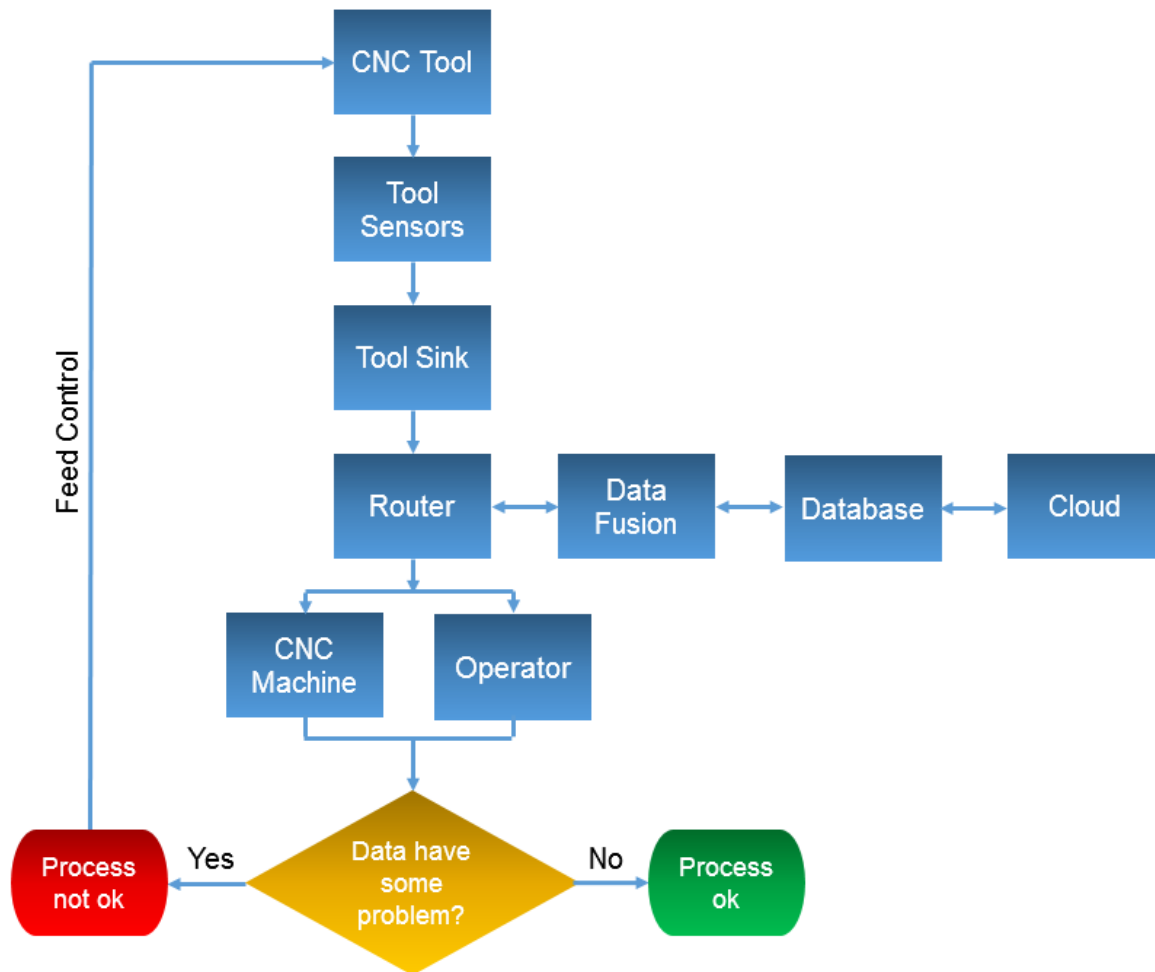 CNC Tool
Tool
Sensors
Tool Sink
Feed Control
Router
Data
Fusion
Database
Cloud
CNC
Machine
Operator
Process
not ok
Yes
Data have
some
problem?
No
Process
ok